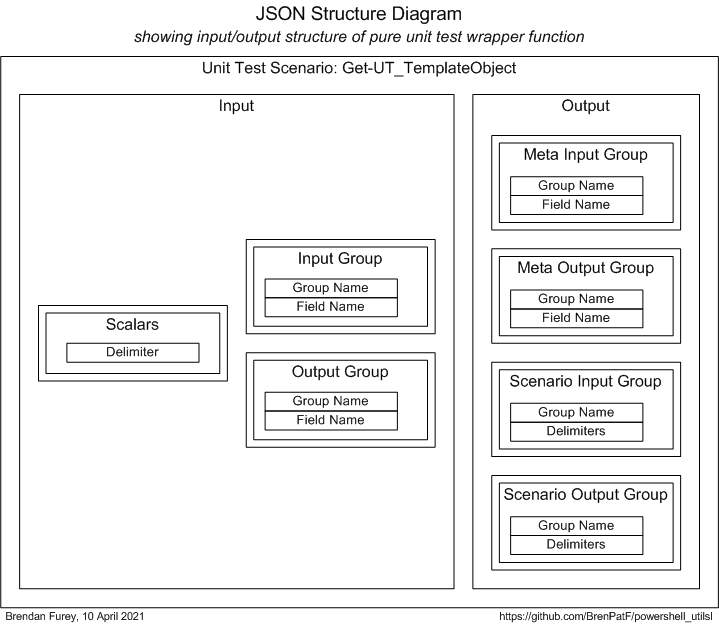 JSON Structure Diagram
showing input/output structure of pure unit test wrapper function
Unit Test Scenario: Get-UT_TemplateObject
Input
Scalars
Delimiter
Input Group
Group Name
Field Name
Output Group
Group Name
Field Name
Output
Meta Input Group
Group Name
Field Name
Meta Output Group
Group Name
Field Name
Scenario Input Group
Group Name
Delimiters
Scenario Output Group
Group Name
Delimiters
Brendan Furey, 10 April 2021
https://github.com/BrenPatF/powershell_utilsl